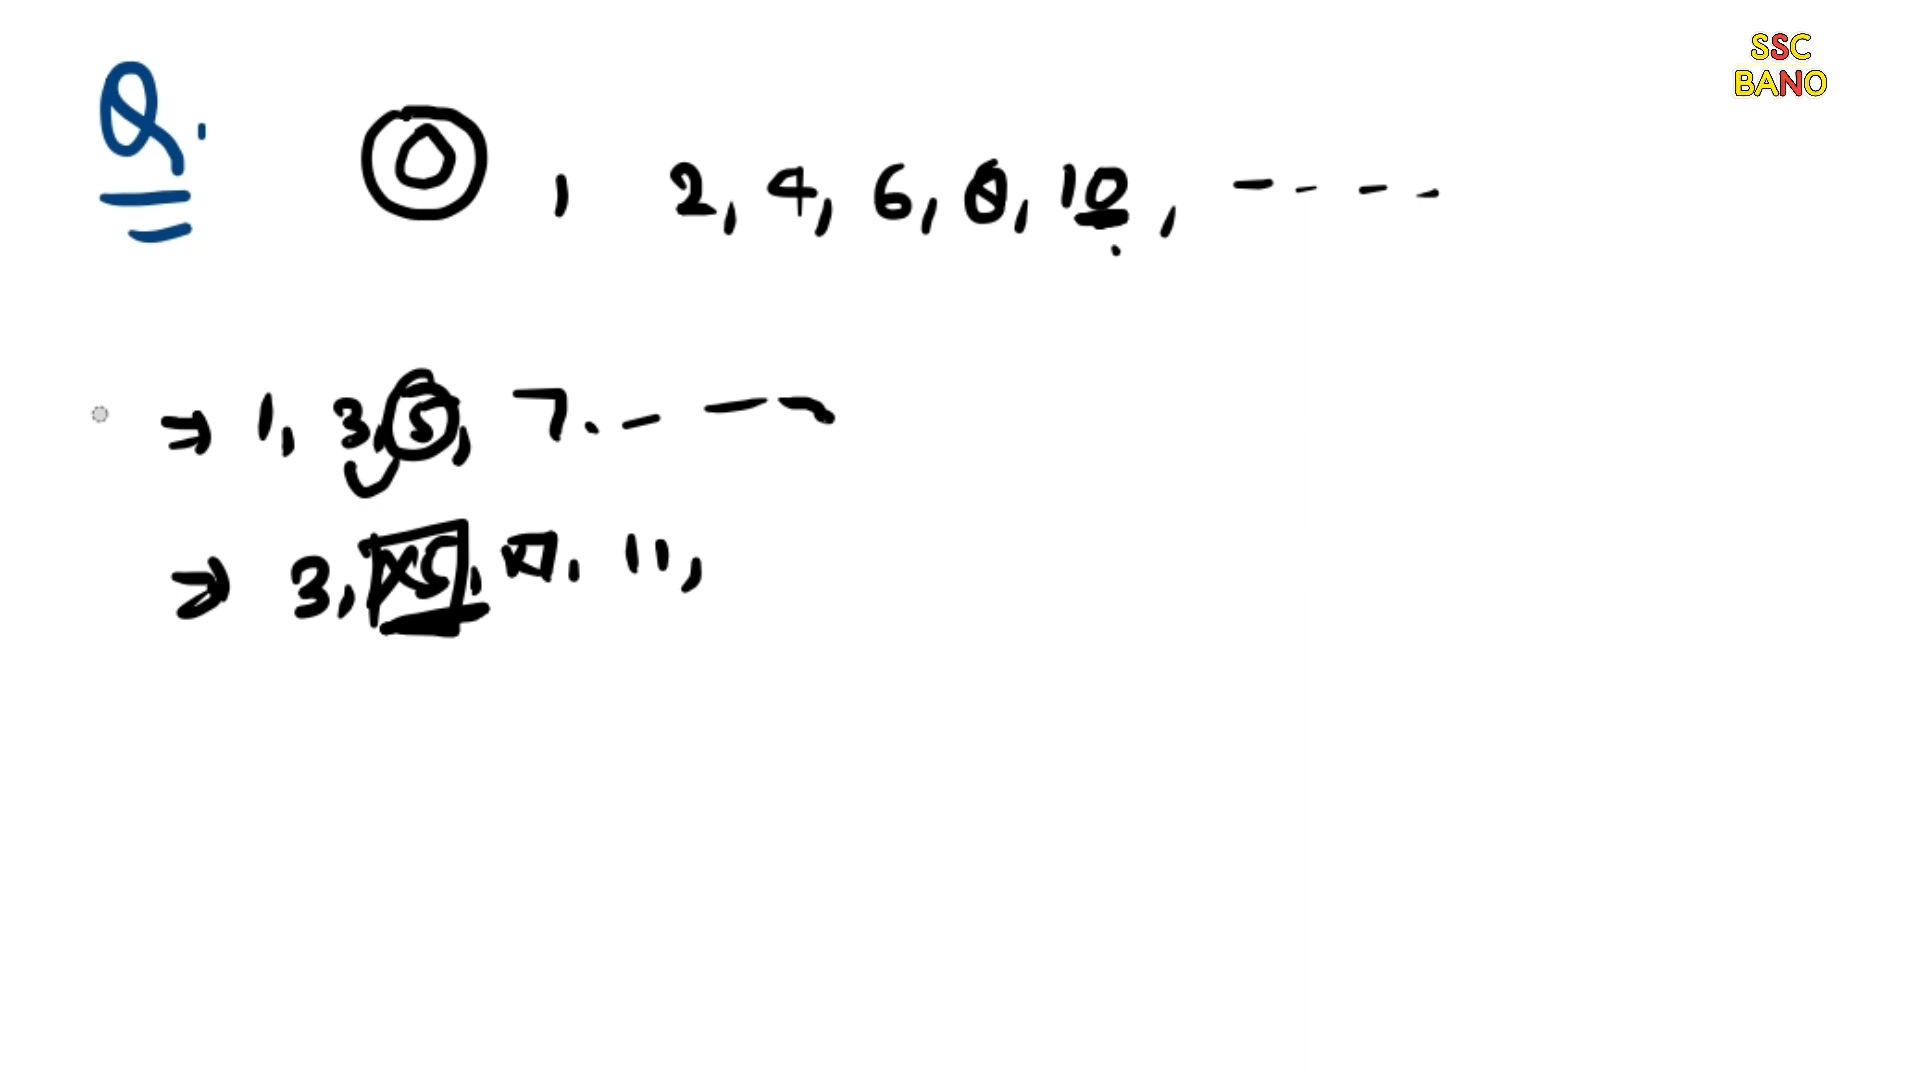 SSC
BANO
Q.
0, 2, 4, 6, 8, 10, - - - -
⇒ 1, 3, 5, 7. - - -
⇒ 3, 5, 7, 11,